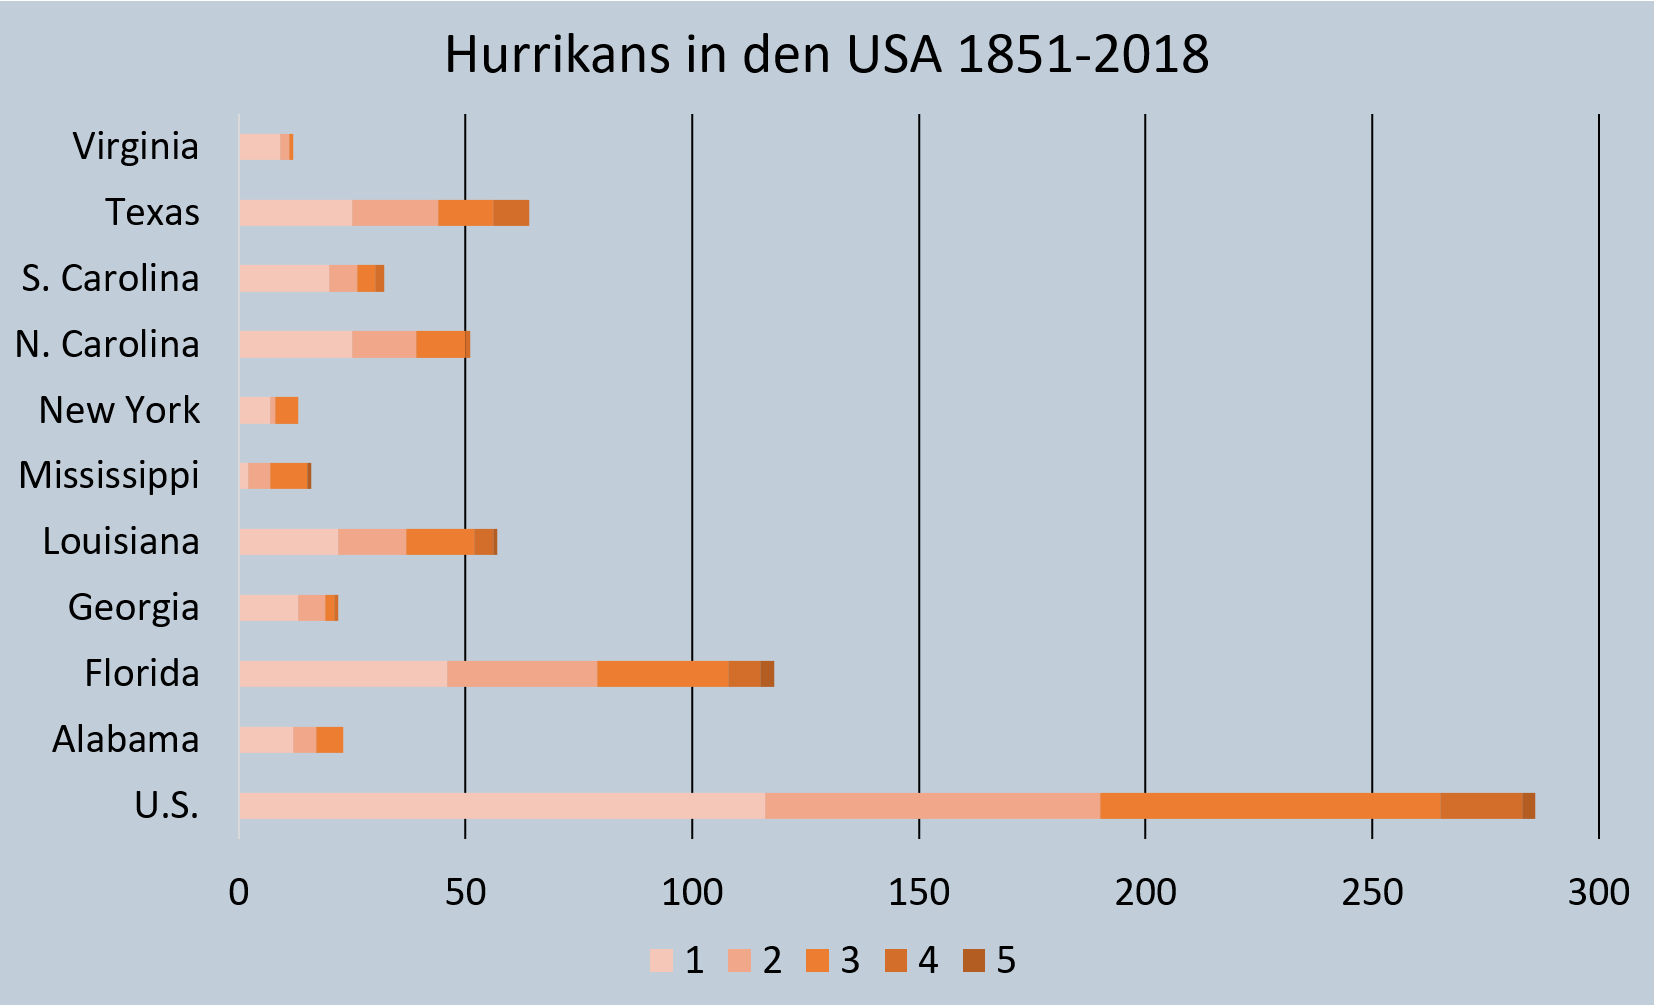 Hurrikans in den USA 1851-2018
Virginia
Texas
S. Carolina
N. Carolina
New York
Mississippi
Louisiana
Georgia
Florida
Alabama
U.S.
0 50 100 150 200 250 300
1 2 3 4 5